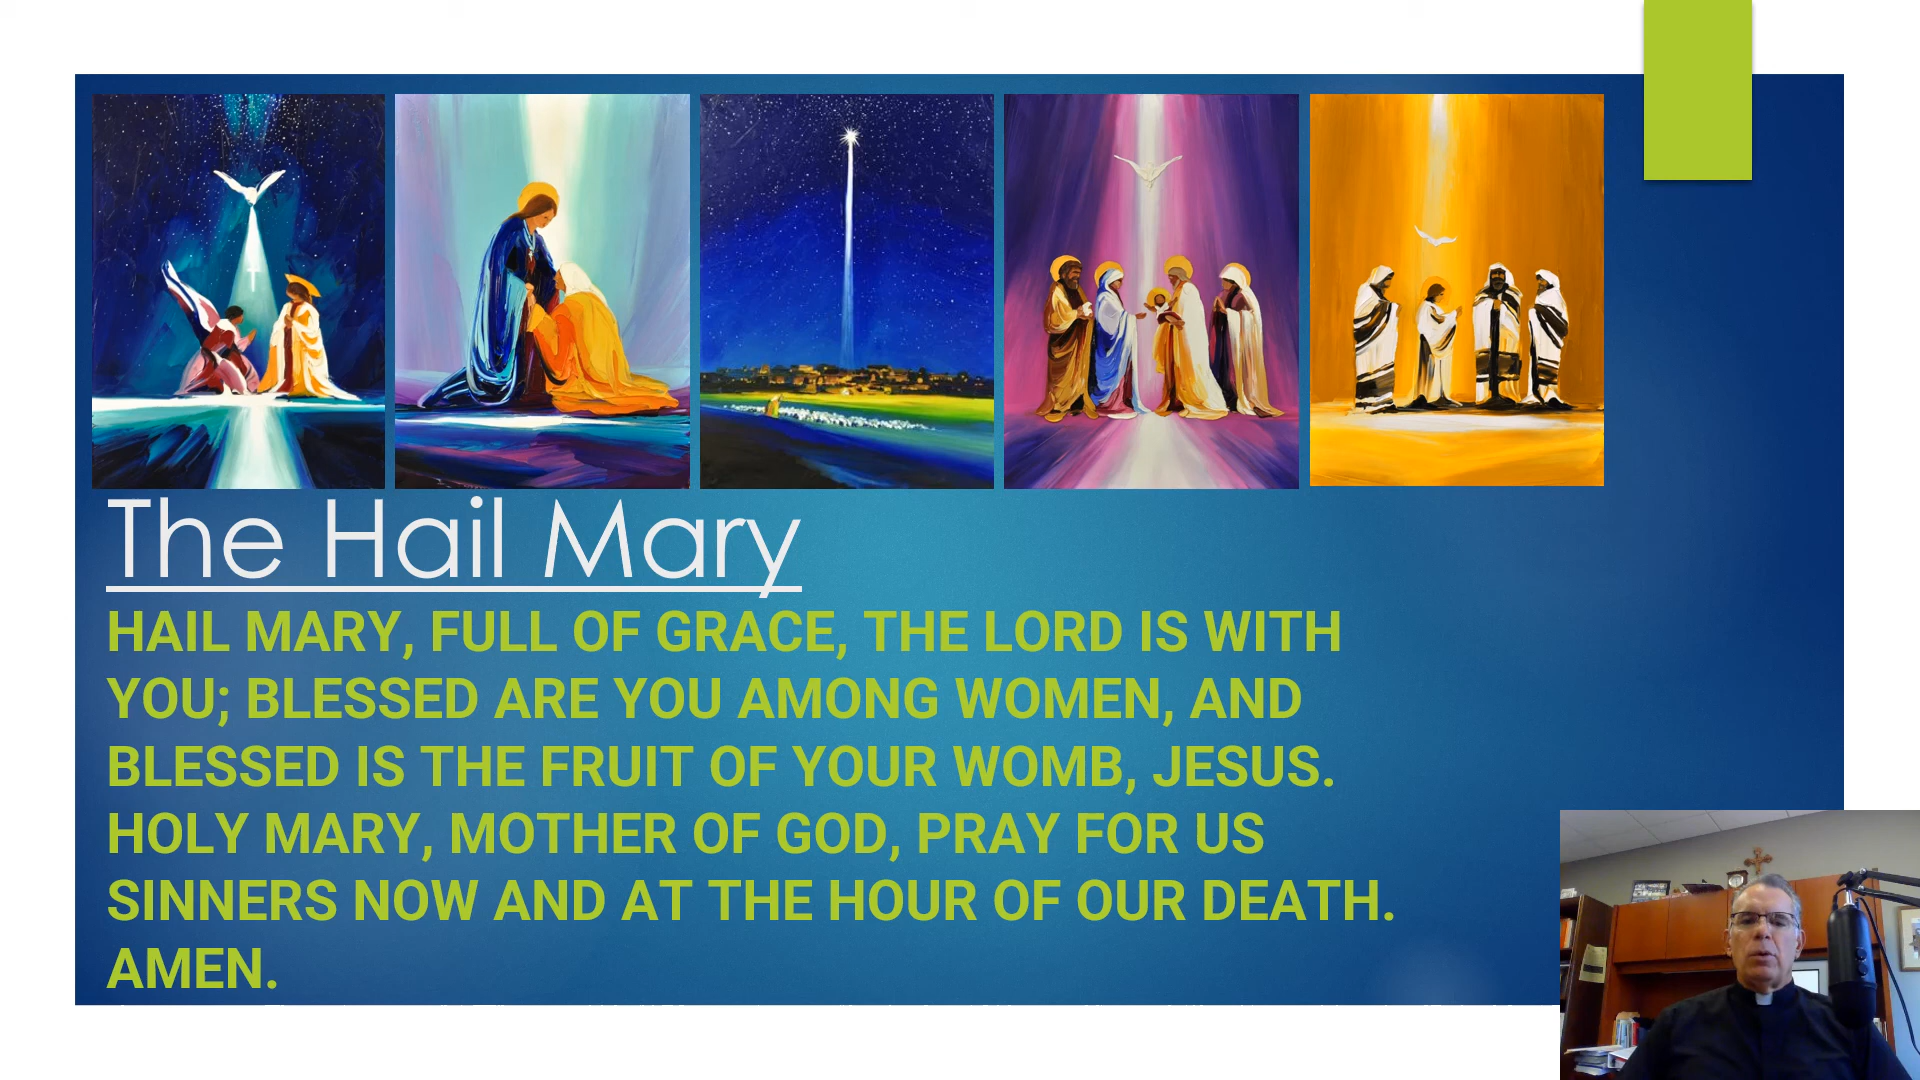 The Hail Mary
HAIL MARY, FULL OF GRACE, THE LORD IS WITH
YOU; BLESSED ARE YOU AMONG WOMEN, AND
BLESSED IS THE FRUIT OF YOUR WOMB, JESUS.
HOLY MARY, MOTHER OF GOD, PRAY FOR US
SINNERS NOW AND AT THE HOUR OF OUR DEATH.
AMEN.